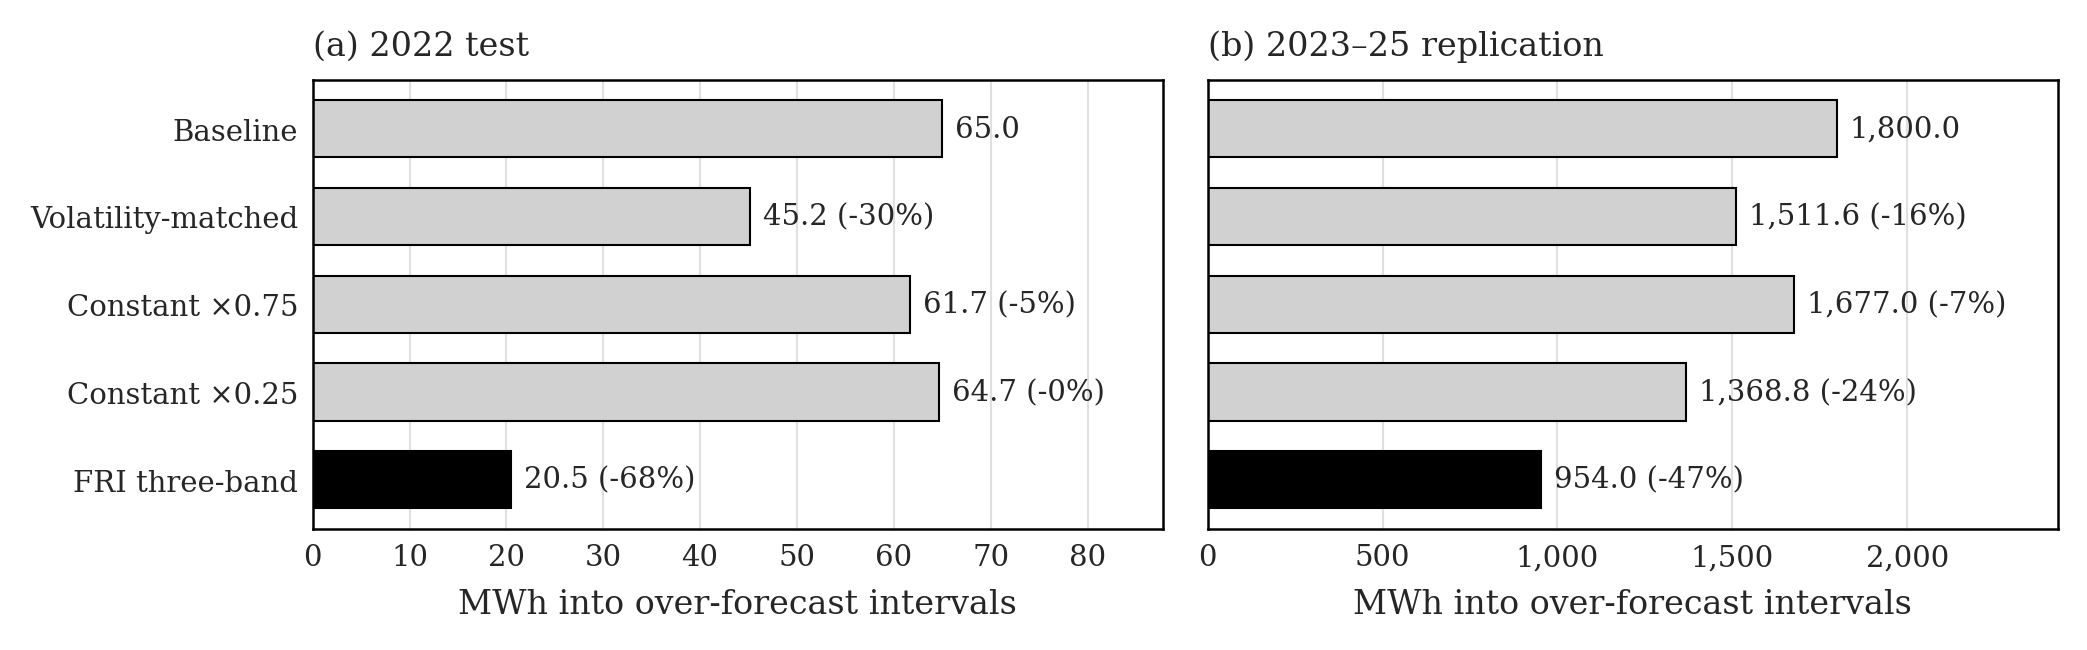 (a) 2022 test
Baseline
65.0
Volatility-matched
45.2 (-30%)
Constant ×0.75
61.7 (-5%)
Constant ×0.25
64.7 (-0%)
FRI three-band
20.5 (-68%)
0 10 20 30 40 50 60 70 80
MWh into over-forecast intervals
(b) 2023–25 replication
1,800.0
1,511.6 (-16%)
1,677.0 (-7%)
1,368.8 (-24%)
954.0 (-47%)
0 500 1,000 1,500 2,000
MWh into over-forecast intervals